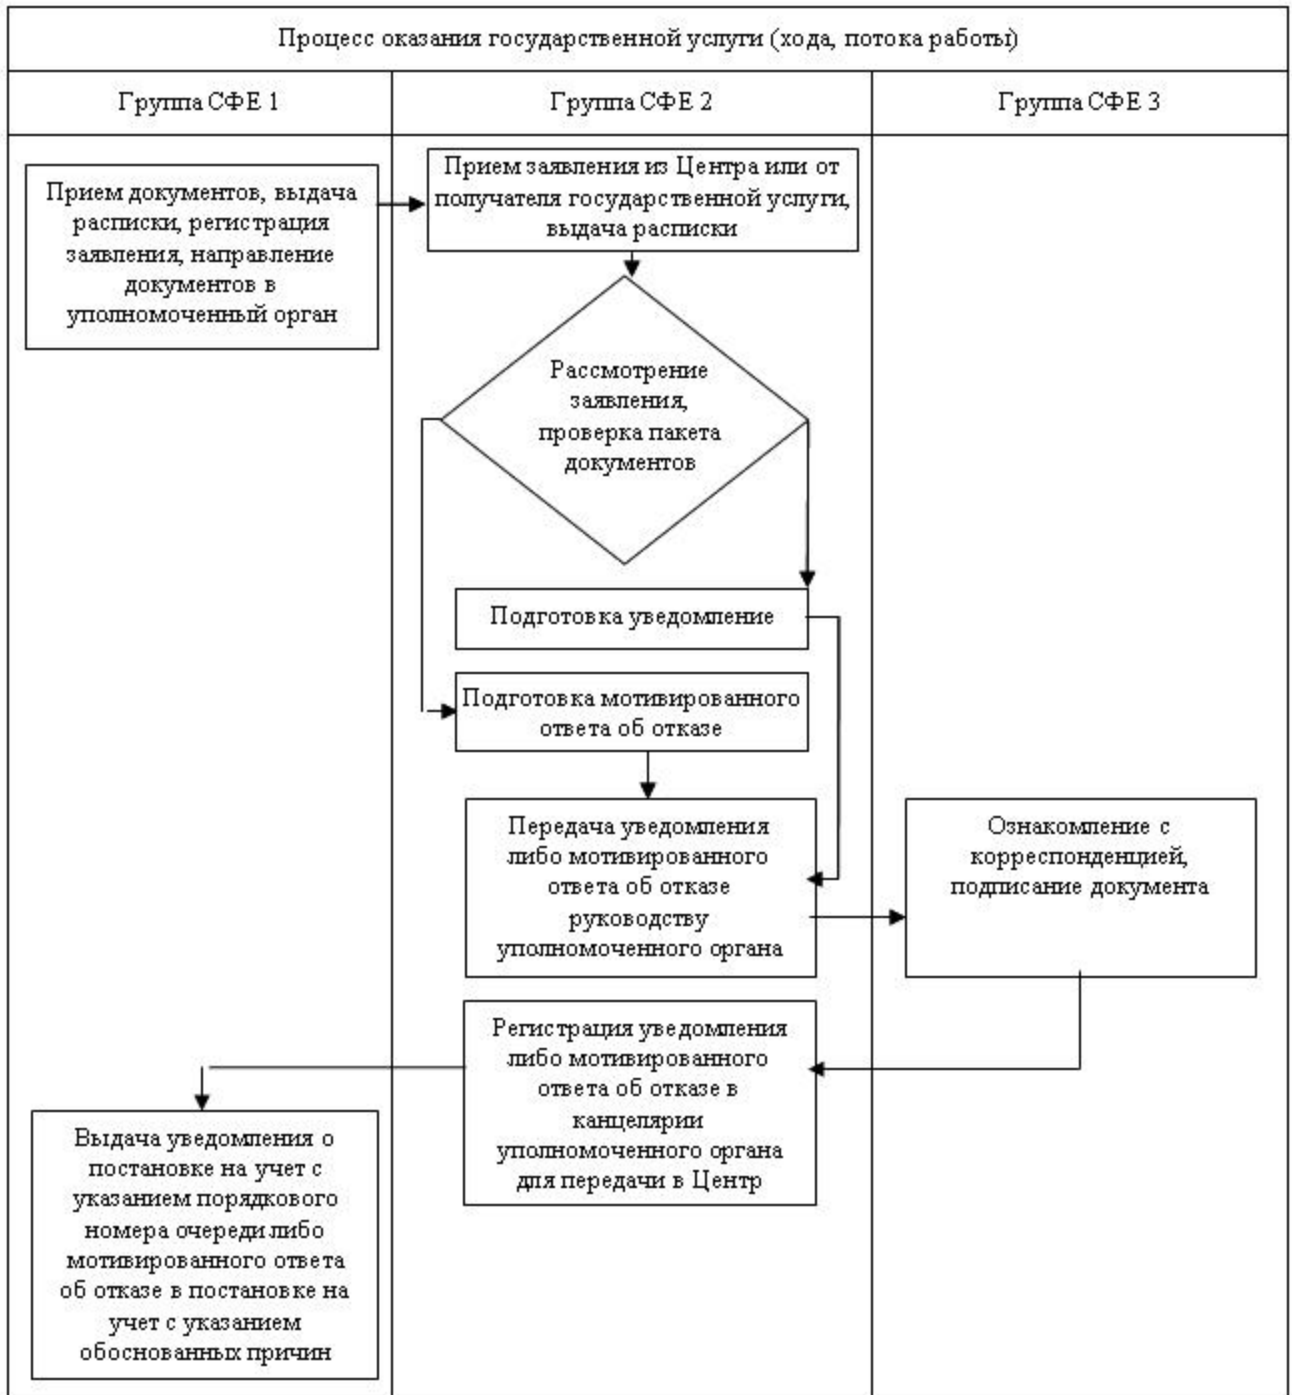 Процесс оказания государственной услуги (хода, потока работы)
Группа СФЕ 1
Группа СФЕ 2
Группа СФЕ 3
Прием документов, выдача
расписки, регистрация
заявления, направление
документов в
уполномоченный орган
Прием заявления из Центра или от
получателя государственной услуги,
выдача расписки
Рассмотрение
заявления,
проверка пакета
документов
Подготовка уведомление
Подготовка мотивированного
ответа об отказе
Передача уведомления
либо мотивированного
ответа об отказе
руководству
уполномоченного органа
Ознакомление с
корреспонденцией,
подписание документа
Регистрация уведомления
либо мотивированного
ответа об отказе в
канцелярии
уполномоченного органа
для передачи в Центр
Выдача уведомления о
постановке на учет с
указанием порядкового
номера очереди либо
мотивированного ответа
об отказе в постановке на
учет с указанием
обоснованных причин